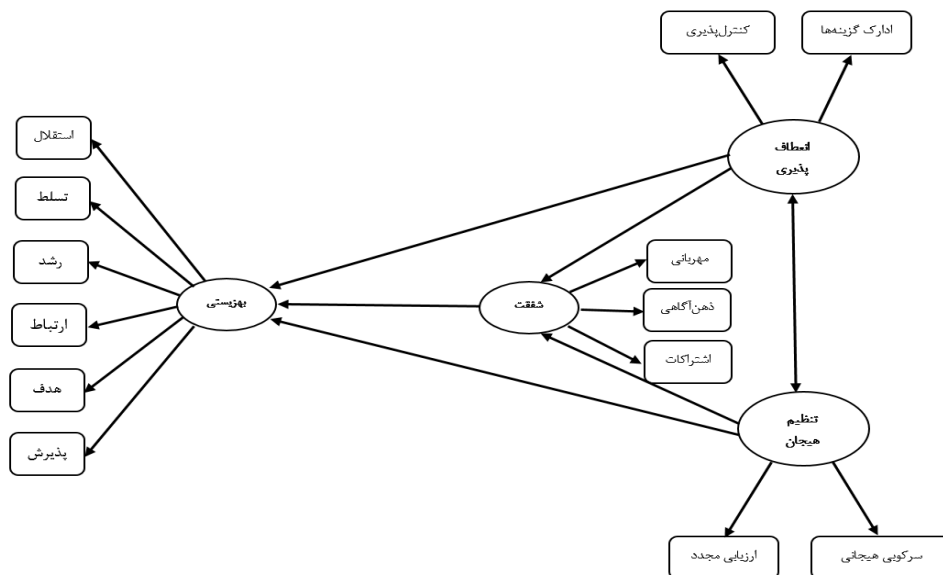 ادارک گزینه‌ها
کنترل‌پذیری
انعطاف
پذیری
استقلال
تسلط
رشد
ارتباط
هدف
پذیرش
بهزیستی
شفقت
مهربانی
ذهن‌آگاهی
اشتراکات
تنظیم
هیجان
سرکوبی هیجانی
ارزیابی مجدد